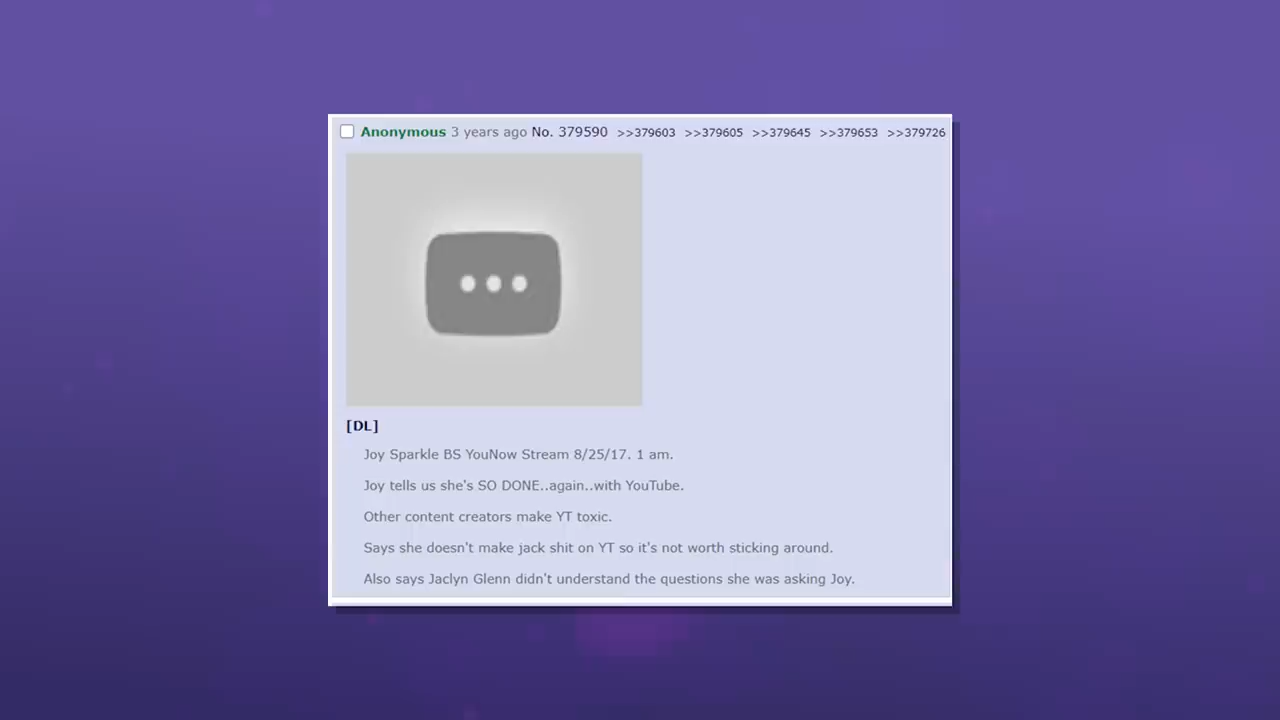 Anonymous 3 years ago No. 379590 >>379603 >>379605 >>379645 >>379653 >>379726
[DL]
Joy Sparkle BS YouNow Stream 8/25/17. 1 am.
Joy tells us she's SO DONE..again..with YouTube.
Other content creators make YT toxic.
Says she doesn't make jack shit on YT so it's not worth sticking around.
Also says Jaclyn Glenn didn't understand the questions she was asking Joy.